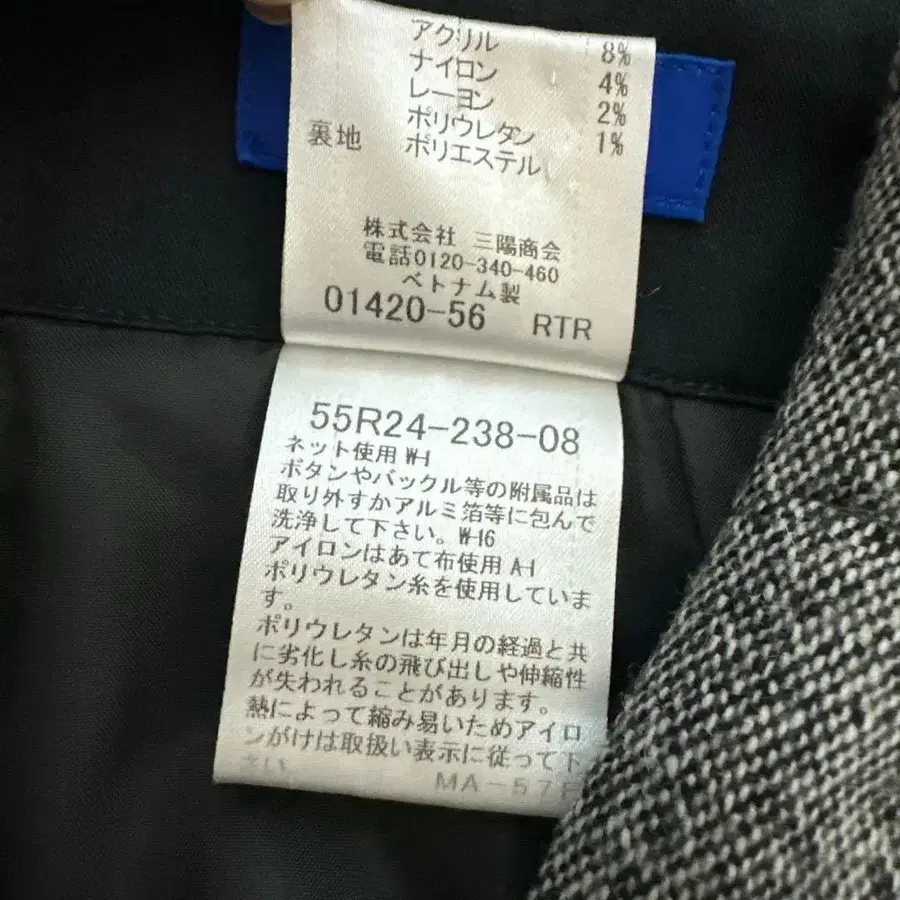 アクリル 8%
ナイロン 4%
レーヨン 2%
ポリウレタン 1%
裏地 ポリエステル
株式会社 三陽商会
電話0120-340-460
ベトナム製
01420-56 RTR
55R24-238-08
ネット使用 W-1
ボタンやバックル等の附属品は
取り外すかアルミ箔等に包んで
洗浄して下さい。W-16
アイロンはあて布使用 A-1
ポリウレタン糸を使用していま
す。
ポリウレタンは年月の経過と共
に劣化し糸の飛び出しや伸縮性
が失われることがあります。
熱によって縮み易いためアイロ
ンがけは取扱い表示に従って下
さい。
MA-57